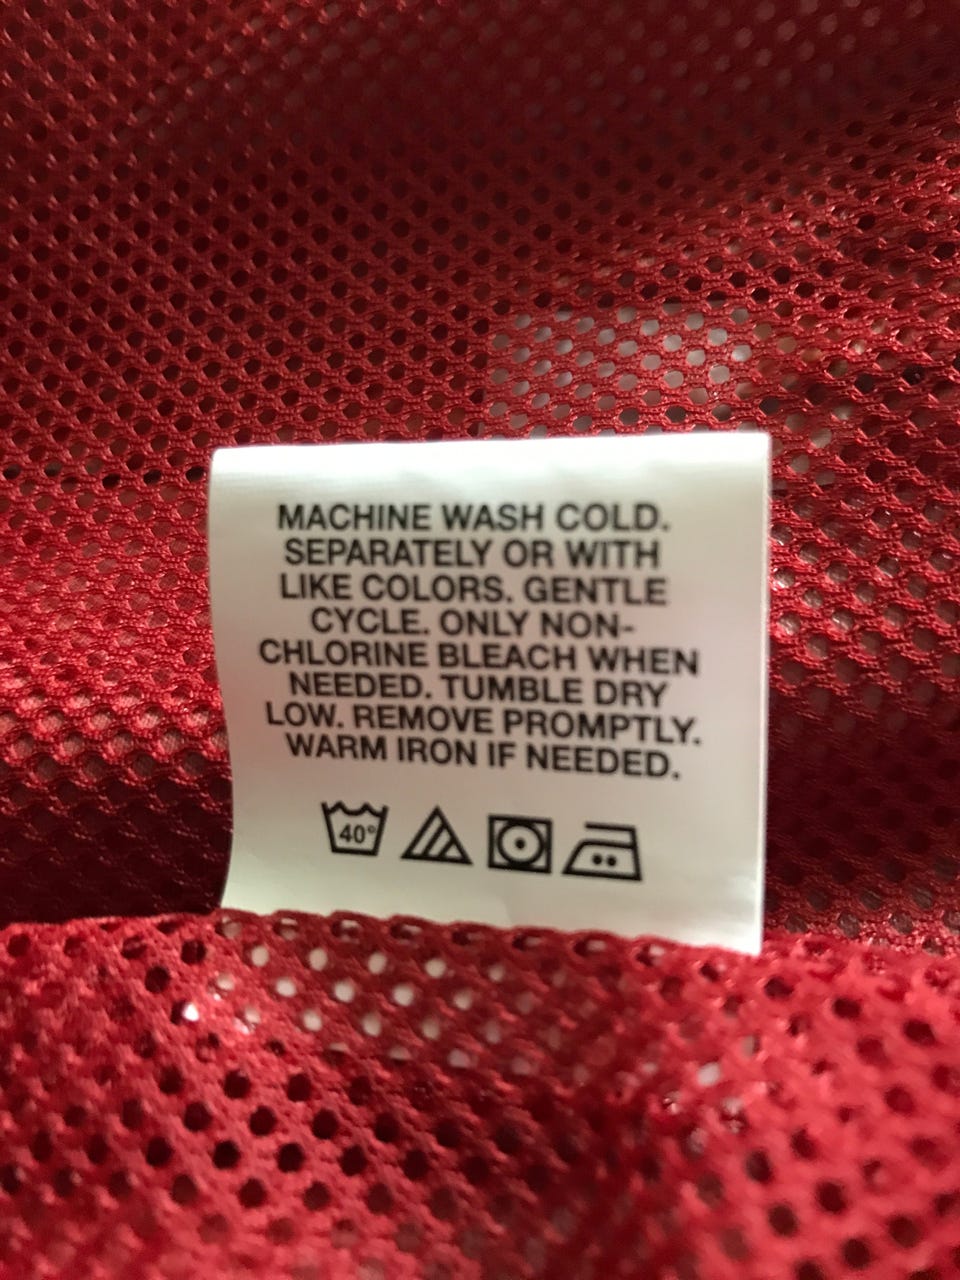 MACHINE WASH COLD.
SEPARATELY OR WITH
LIKE COLORS. GENTLE
CYCLE. ONLY NON-
CHLORINE BLEACH WHEN
NEEDED. TUMBLE DRY
LOW. REMOVE PROMPTLY.
WARM IRON IF NEEDED.
40°